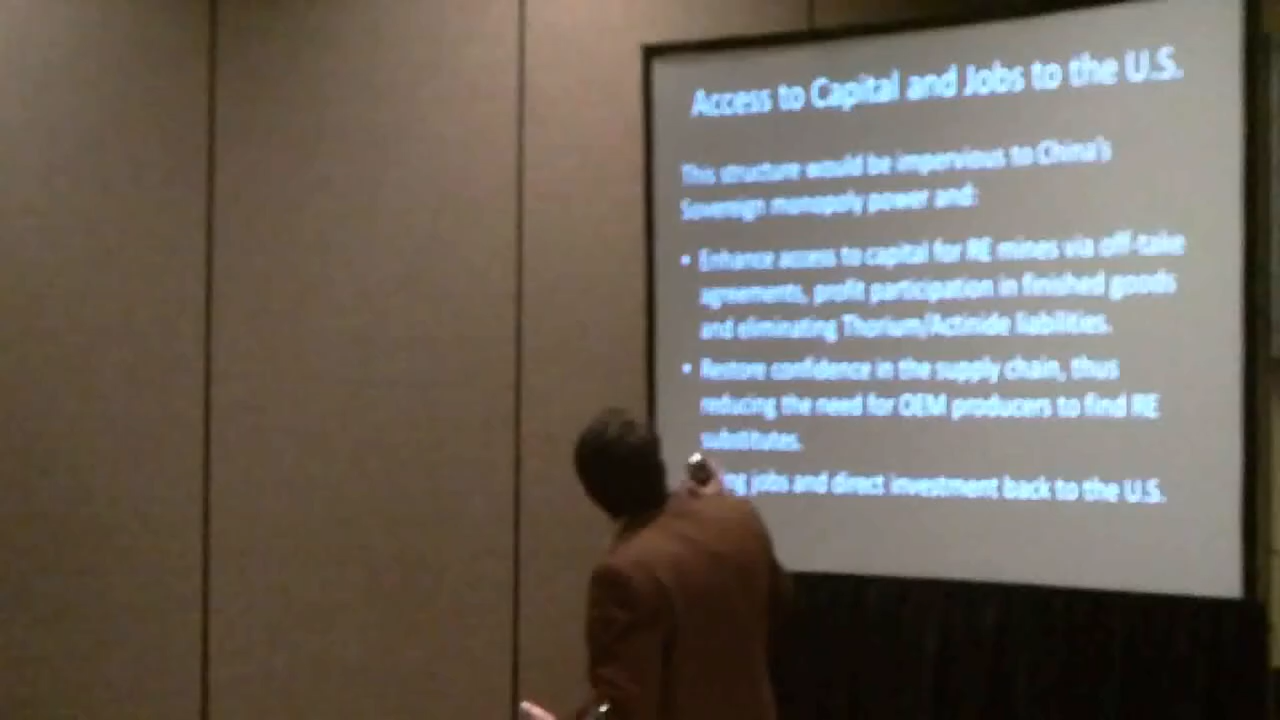 Access to Capital and Jobs to the U.S.
This structure would be impervious to China's
Sovereign monopoly power and:
• Enhance access to capital for RE mines via off-take
agreements, profit participation in finished goods
and eliminating Thorium/Actinide liabilities.
• Restore confidence in the supply chain, thus
reducing the need for OEM producers to find RE
substitutes.
jobs and direct investment back to the U.S.